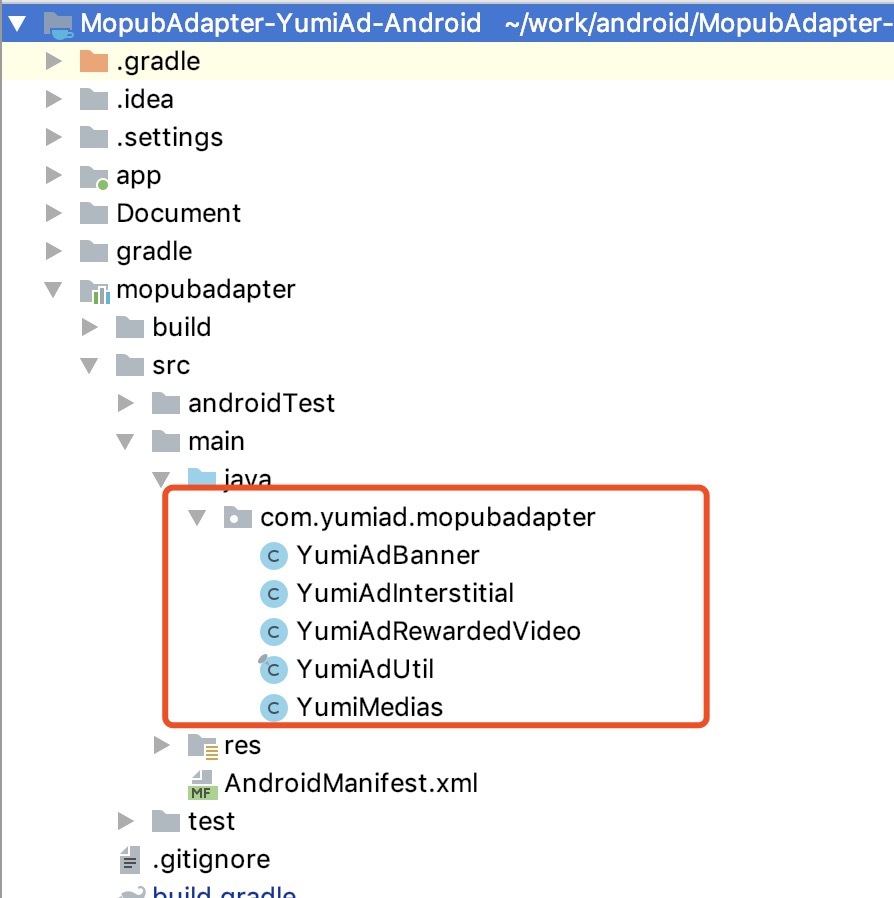 MopubAdapter-YumiAd-Android ~/work/android/MopubAdapter-
.gradle
.idea
.settings
app
Document
gradle
mopubadapter
build
src
androidTest
main
java
com.yumiad.mopubadapter
C YumiAdBanner
C YumiAdInterstitial
C YumiAdRewardedVideo
C YumiAdUtil
C YumiMedias
res
MF AndroidManifest.xml
test
.gitignore
build.gradle